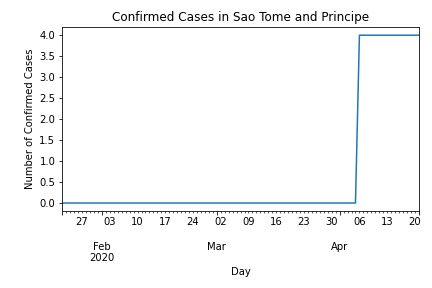 Confirmed Cases in Sao Tome and Principe
Number of Confirmed Cases
4.0
3.5
3.0
2.5
2.0
1.5
1.0
0.5
0.0
27 03 10 17 24 02 09 16 23 30 06 13 20
Feb Mar Apr
2020
Day